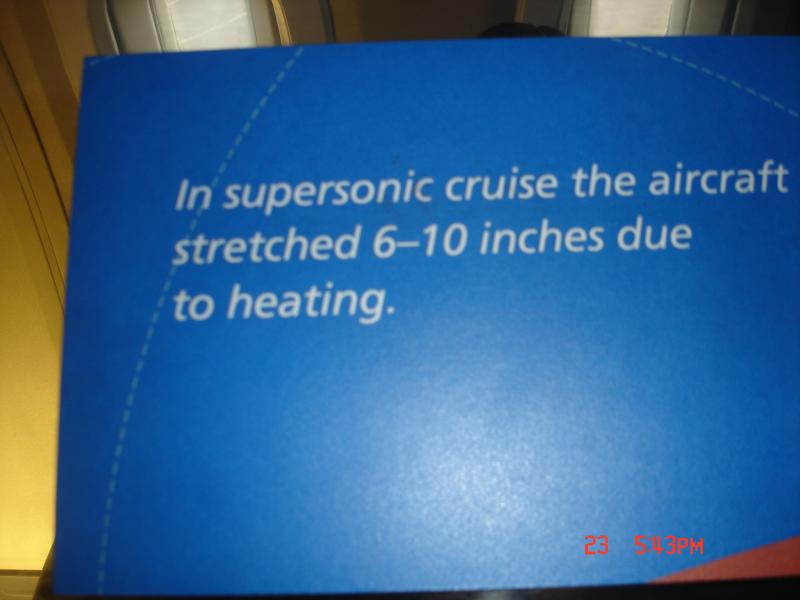 In supersonic cruise the aircraft
stretched 6–10 inches due
to heating.
23 5:43PM